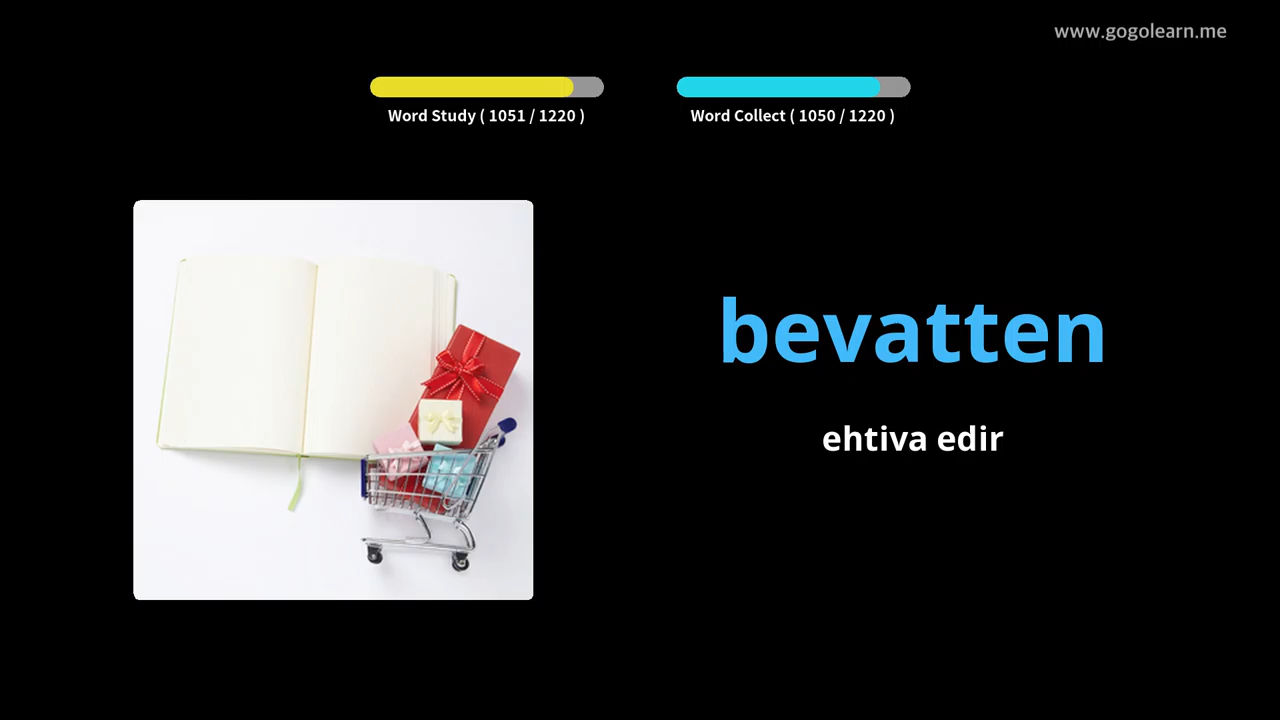 www.gogolearn.me
Word Study ( 1051 / 1220 )
Word Collect ( 1050 / 1220 )
bevatten
ehtiva edir